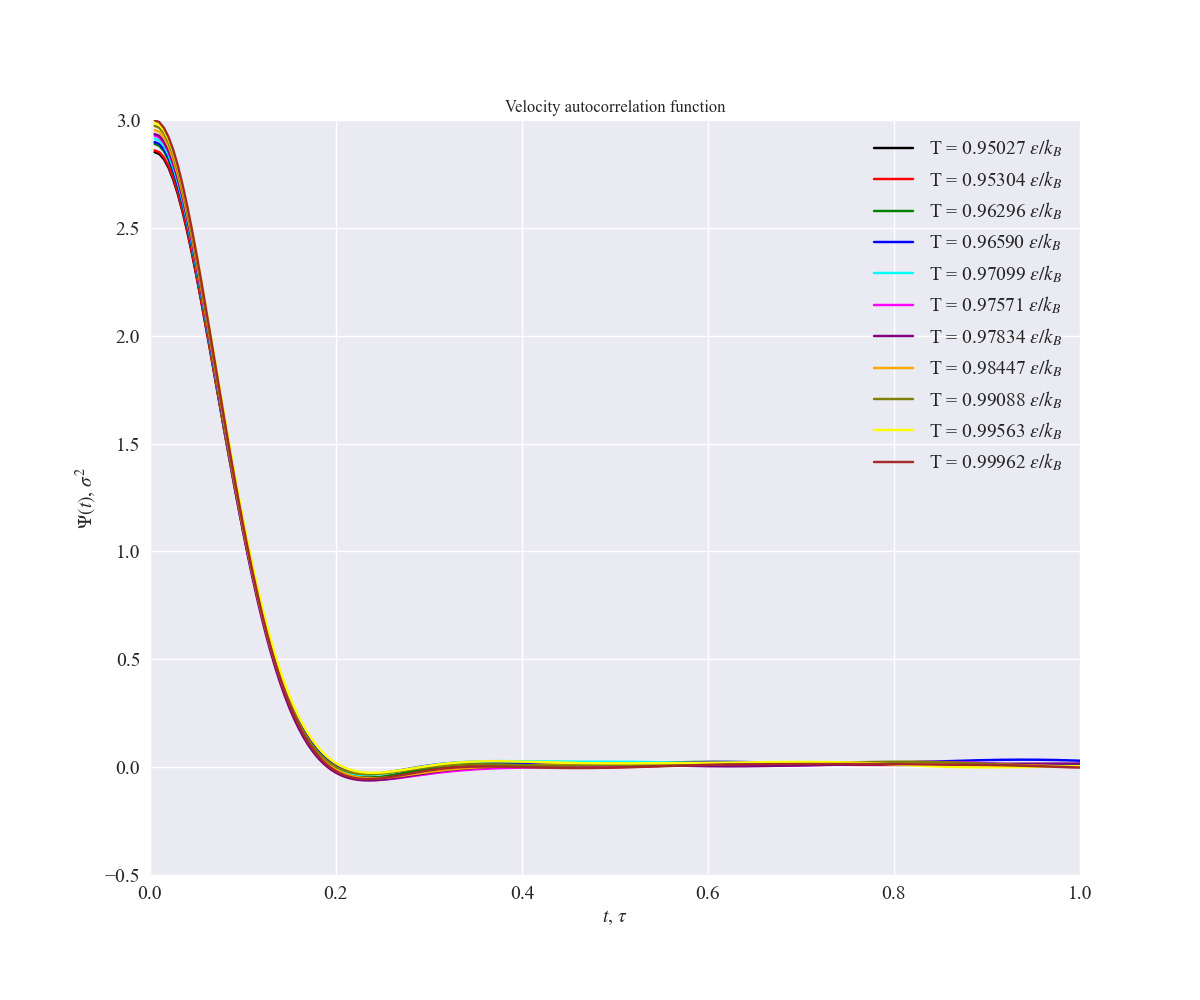 Velocity autocorrelation function
3.0
2.5
2.0
1.5
1.0
0.5
0.0
−0.5
Ψ(t), σ²
T = 0.95027 ε/k_B
T = 0.95304 ε/k_B
T = 0.96296 ε/k_B
T = 0.96590 ε/k_B
T = 0.97099 ε/k_B
T = 0.97571 ε/k_B
T = 0.97834 ε/k_B
T = 0.98447 ε/k_B
T = 0.99088 ε/k_B
T = 0.99563 ε/k_B
T = 0.99962 ε/k_B
0.0 0.2 0.4 0.6 0.8 1.0
t, τ